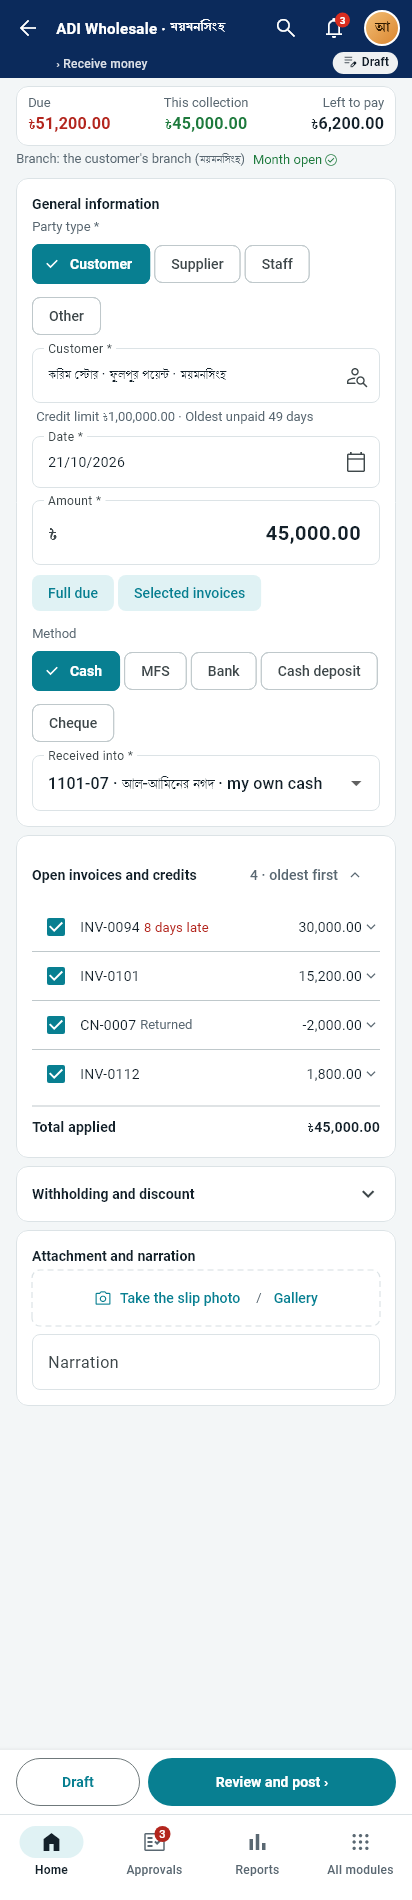 ADI Wholesale · ময়মনসিংহ
3
আ
› Receive money
Draft
Due
This collection
Left to pay
৳51,200.00
৳45,000.00
৳6,200.00
Branch: the customer's branch (ময়মনসিংহ) Month open
General information
Party type *
Customer
Supplier
Staff
Other
Customer *
করিম স্টোর · ফুলপুর পয়েন্ট · ময়মনসিংহ
Credit limit ৳1,00,000.00 · Oldest unpaid 49 days
Date *
21/10/2026
Amount *
৳
45,000.00
Full due
Selected invoices
Method
Cash
MFS
Bank
Cash deposit
Cheque
Received into *
1101-07 · আল-আমিনের নগদ · my own cash
Open invoices and credits
4 · oldest first
INV-0094 8 days late 30,000.00
INV-0101 15,200.00
CN-0007 Returned -2,000.00
INV-0112 1,800.00
Total applied ৳45,000.00
Withholding and discount
Attachment and narration
Take the slip photo / Gallery
Narration
Draft
Review and post ›
3
Home
Approvals
Reports
All modules